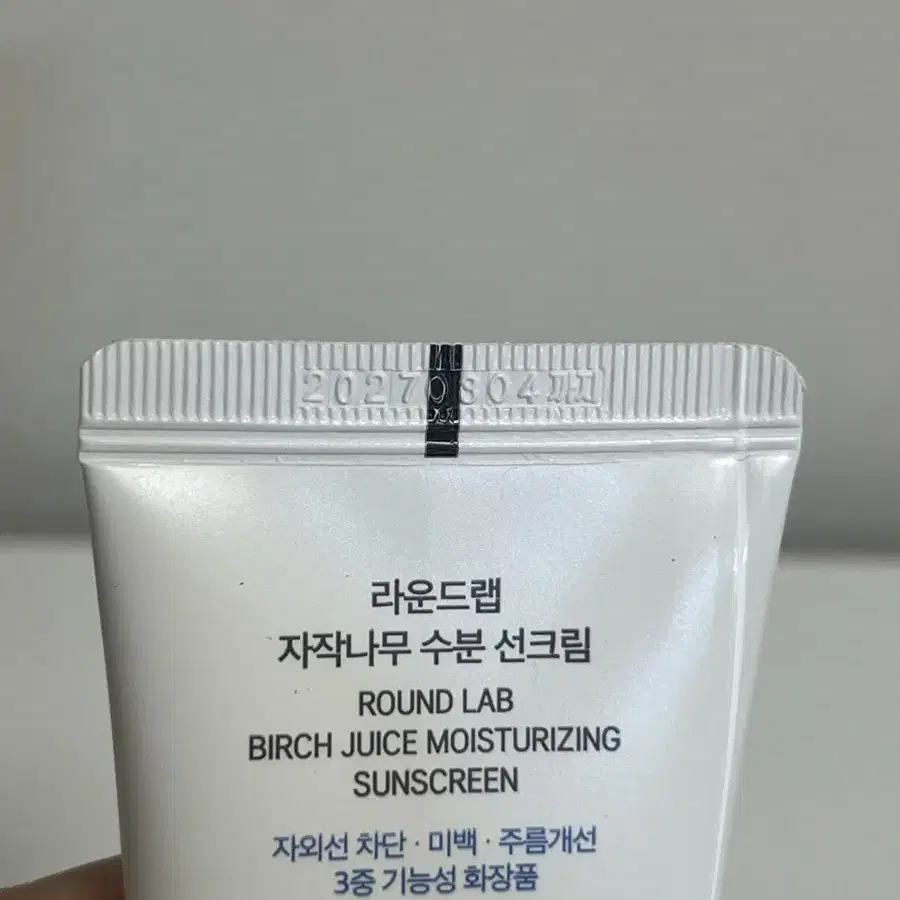 20270804까지
라운드랩
자작나무 수분 선크림
ROUND LAB
BIRCH JUICE MOISTURIZING
SUNSCREEN
자외선 차단 · 미백 · 주름개선
3중 기능성 화장품